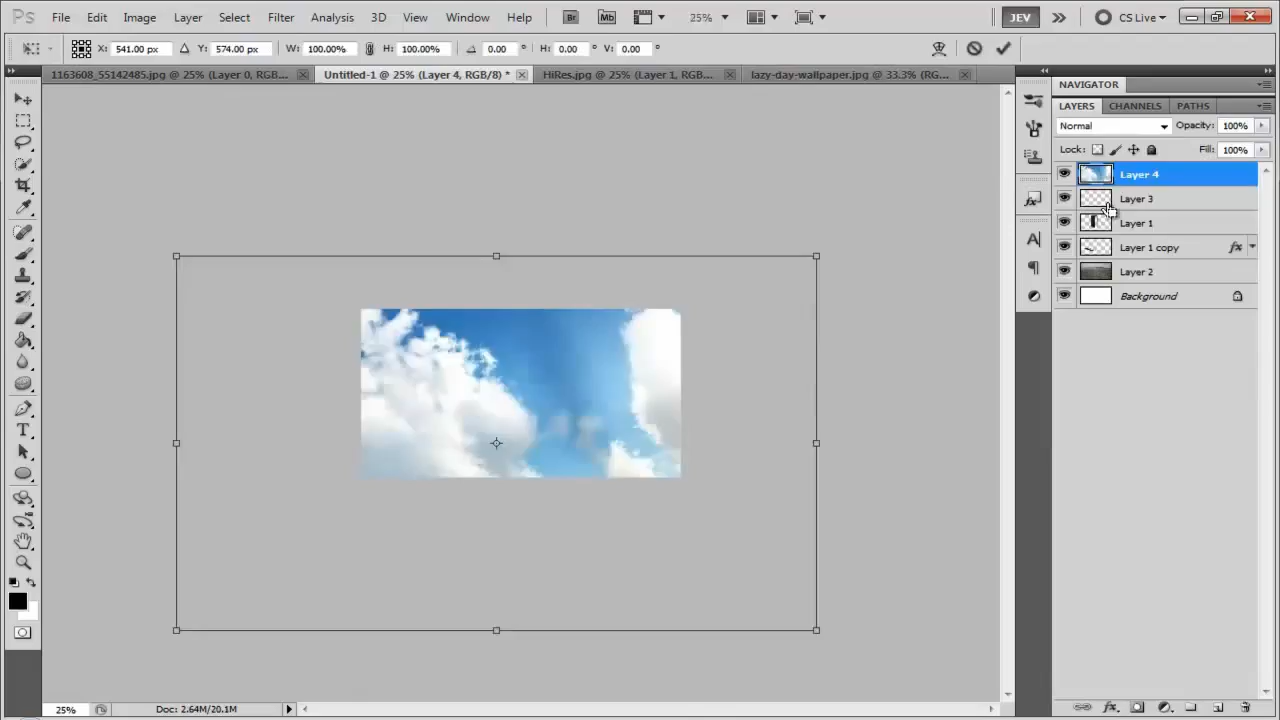 Ps File Edit Image Layer Select Filter Analysis 3D View Window Help Br Mb 25% JEV CS Live
X: 541.00 px Y: 574.00 px W: 100.00% H: 100.00% 0.00 ° H: 0.00 ° V: 0.00 °
1163608_55142485.jpg @ 25% (Layer 0, RGB... Untitled-1 @ 25% (Layer 4, RGB/8) * HiRes.jpg @ 25% (Layer 1, RGB... lazy-day-wallpaper.jpg @ 33.3% (RG...
NAVIGATOR
LAYERS CHANNELS PATHS
Normal Opacity: 100%
Lock: Fill: 100%
Layer 4
Layer 3
Layer 1
Layer 1 copy fx
Layer 2
Background
25% Doc: 2.64M/20.1M